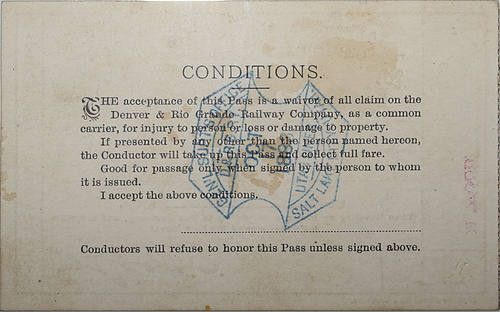 CONDITIONS.
THE acceptance of this Pass is a waiver of all claim on the
Denver & Rio Grande Railway Company, as a common
carrier, for injury to person or loss or damage to property.
If presented by any other than the person named hereon,
the Conductor will take up this Pass and collect full fare.
Good for passage only when signed by the person to whom
it is issued.
I accept the above conditions.
Conductors will refuse to honor this Pass unless signed above.
OFFICE
UTAH
SALT LAKE